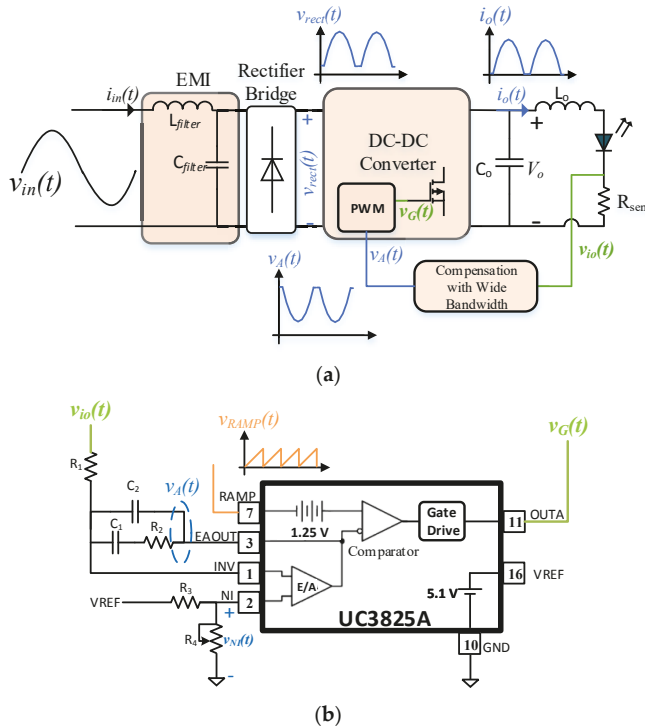 v_rect(t)
i_o(t)
EMI
Rectifier
Bridge
i_in(t)
L_filter
C_filter
v_in(t)
+
v_rect(t)
-
DC-DC
Converter
PWM
v_G(t)
v_A(t)
i_o(t)
L_o
+
C_o
V_o
-
R_sen
v_io(t)
v_A(t)
Compensation
with Wide
Bandwidth
(a)
v_io(t)
v_RAMP(t)
v_G(t)
R_1
C_2
v_A(t)
C_1
R_2
RAMP
7
EAOUT
3
INV
1
VREF
R_3
NI
2
+
R_4
v_NI(t)
-
1.25 V
Comparator
E/A
Gate
Drive
11
OUTA
16
VREF
5.1 V
UC3825A
10
GND
(b)